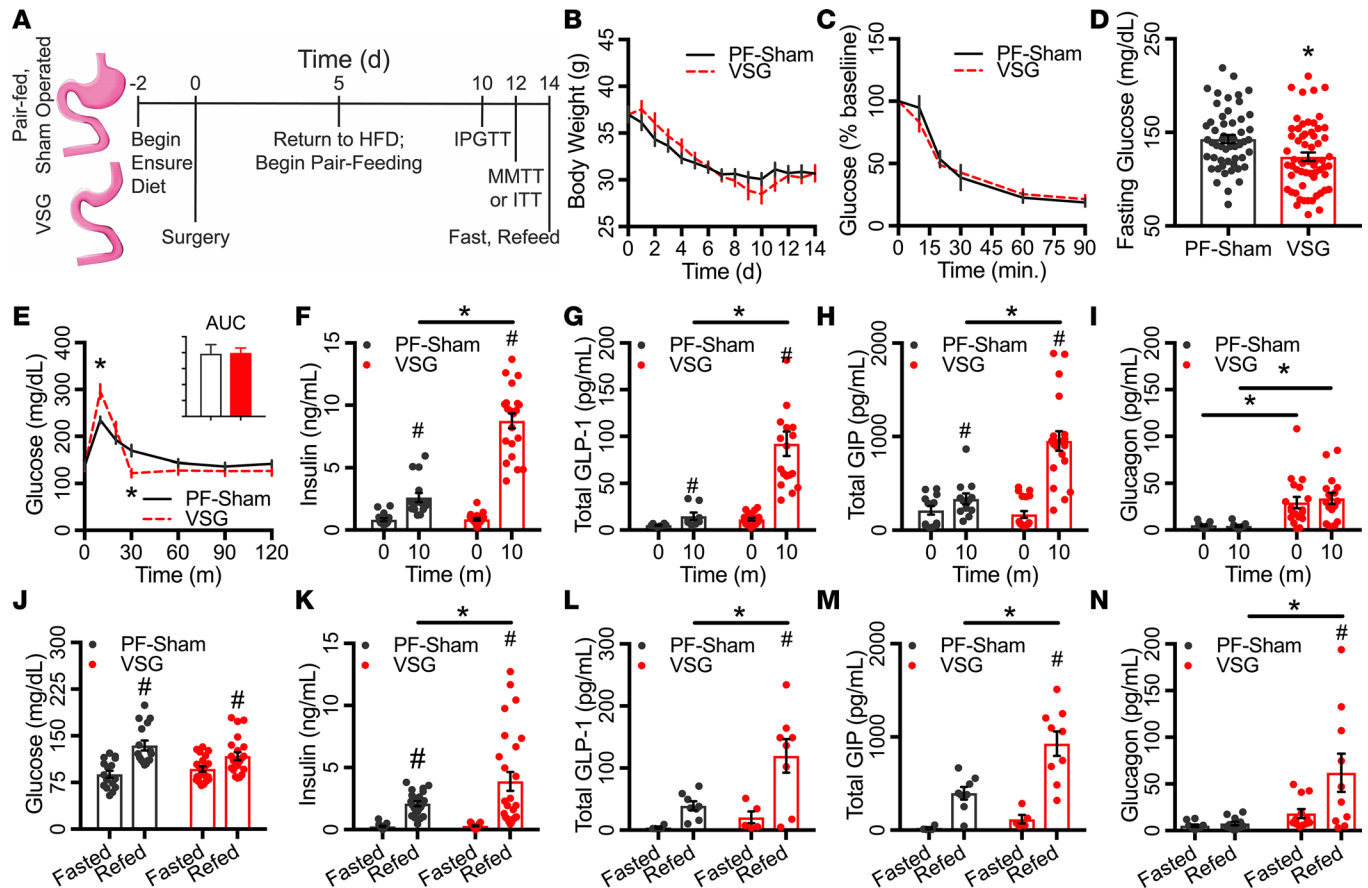 A
Pair-fed,
Sham Operated
VSG
Time (d)
-2
0
5
10
12
14
Begin
Ensure
Diet
Return to HFD;
Begin Pair-Feeding
IPGTT
MMTT
or ITT
Surgery
Fast, Refeed
B
Body Weight (g)
45
40
35
30
25
PF-Sham
VSG
0 2 4 6 8 10 12 14
Time (d)
C
Glucose (% baselline)
150
100
50
0
PF-Sham
VSG
0 15 30 45 60 75 90
Time (min.)
D
Fasting Glucose (mg/dL)
250
150
50
*
PF-Sham VSG
E
Glucose (mg/dL)
400
300
200
100
0
AUC
*
*
PF-Sham
VSG
0 30 60 90 120
Time (m)
F
Insulin (ng/mL)
15
10
5
0
*
PF-Sham
VSG
#
#
0 10 0 10
Time (m)
G
Total GLP-1 (pg/mL)
200
150
100
50
0
*
PF-Sham
VSG
#
#
0 10 0 10
Time (m)
H
Total GIP (pg/mL)
2000
1000
0
*
PF-Sham
VSG
#
#
0 10 0 10
Time (m)
I
Glucagon (pg/mL)
200
150
100
50
0
PF-Sham
VSG
*
*
0 10 0 10
Time (m)
J
Glucose (mg/dL)
300
225
150
75
0
PF-Sham
VSG
#
#
Fasted Refed Fasted Refed
K
Insulin (ng/mL)
15
10
5
0
*
PF-Sham
VSG
#
#
Fasted Refed Fasted Refed
L
Total GLP-1 (pg/mL)
300
200
100
0
*
PF-Sham
VSG
#
Fasted Refed Fasted Refed
M
Total GIP (pg/mL)
2000
1000
0
*
PF-Sham
VSG
#
Fasted Refed Fasted Refed
N
Glucagon (pg/mL)
200
150
100
50
0
*
PF-Sham
VSG
#
Fasted Refed Fasted Refed